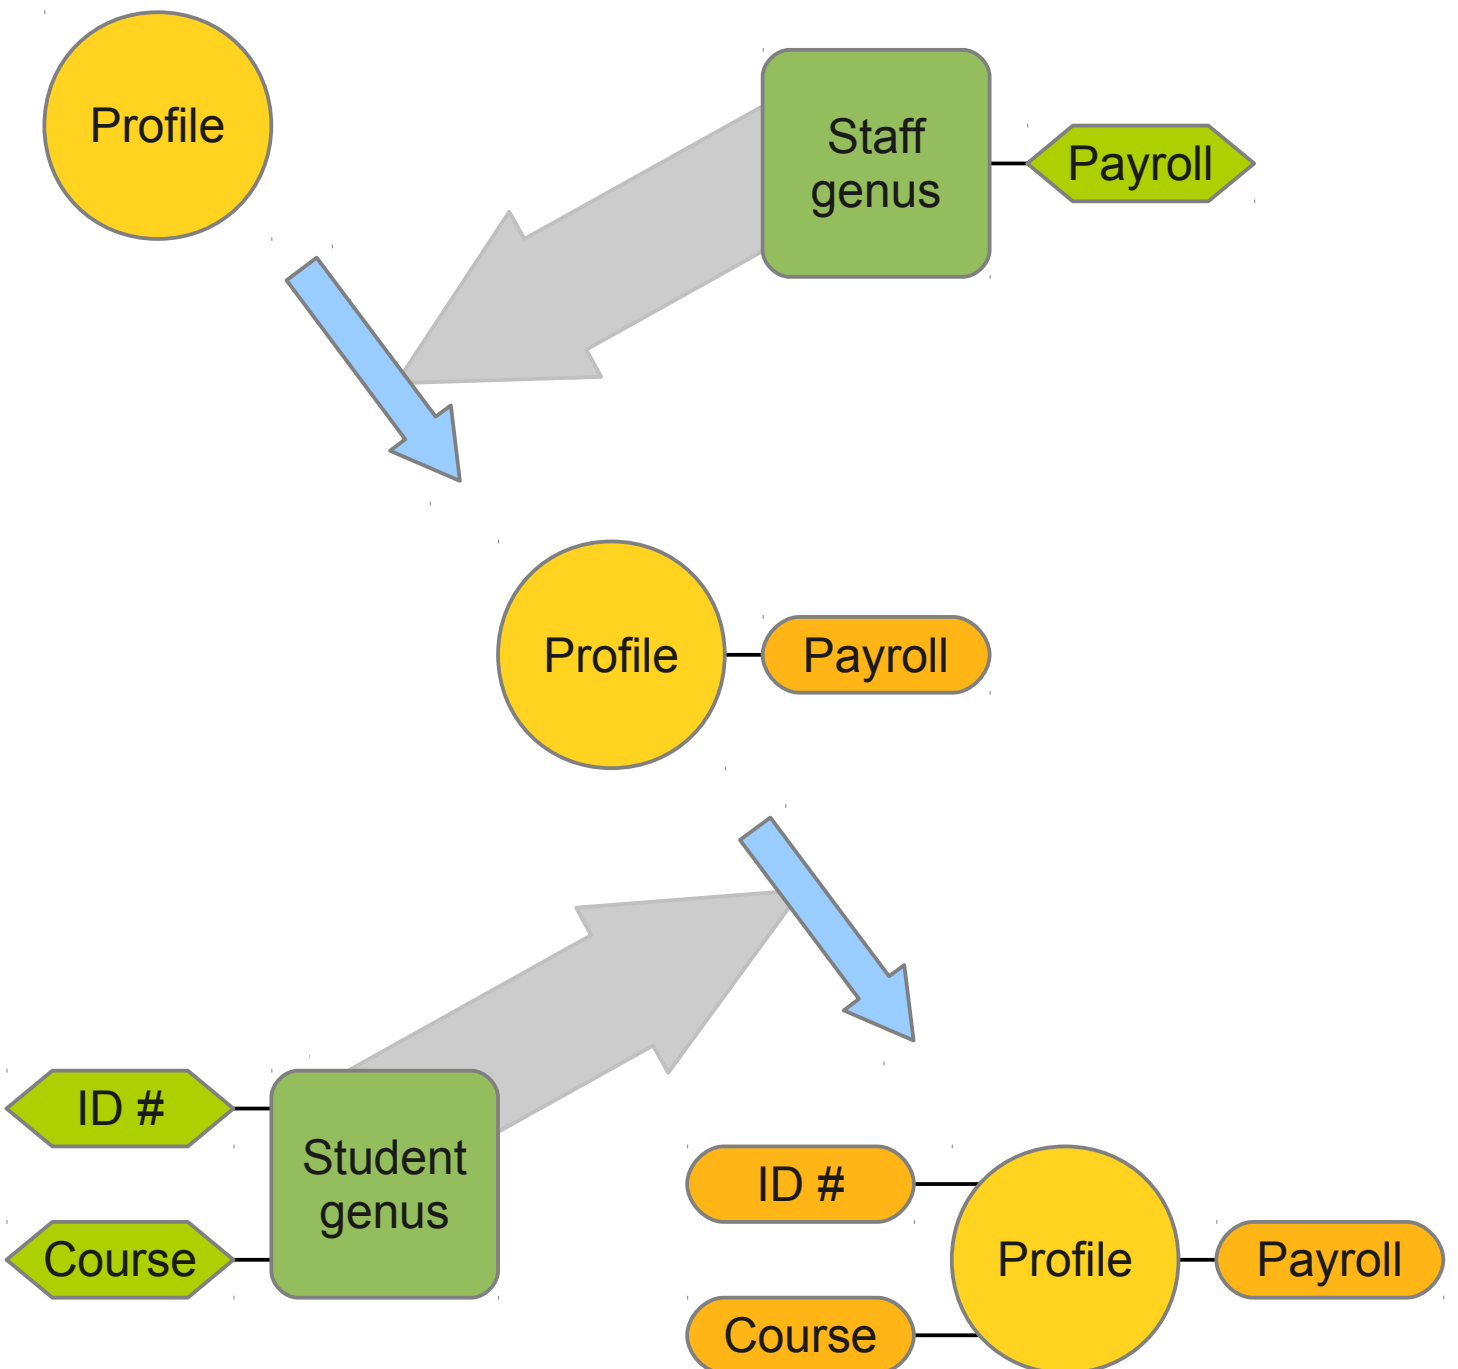 Profile
Staff
genus
Payroll
Profile
Payroll
ID #
Student
genus
Course
ID #
Profile
Payroll
Course